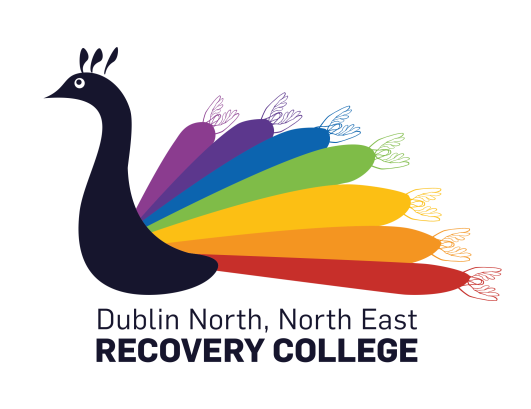 Dublin North, North East
RECOVERY COLLEGE